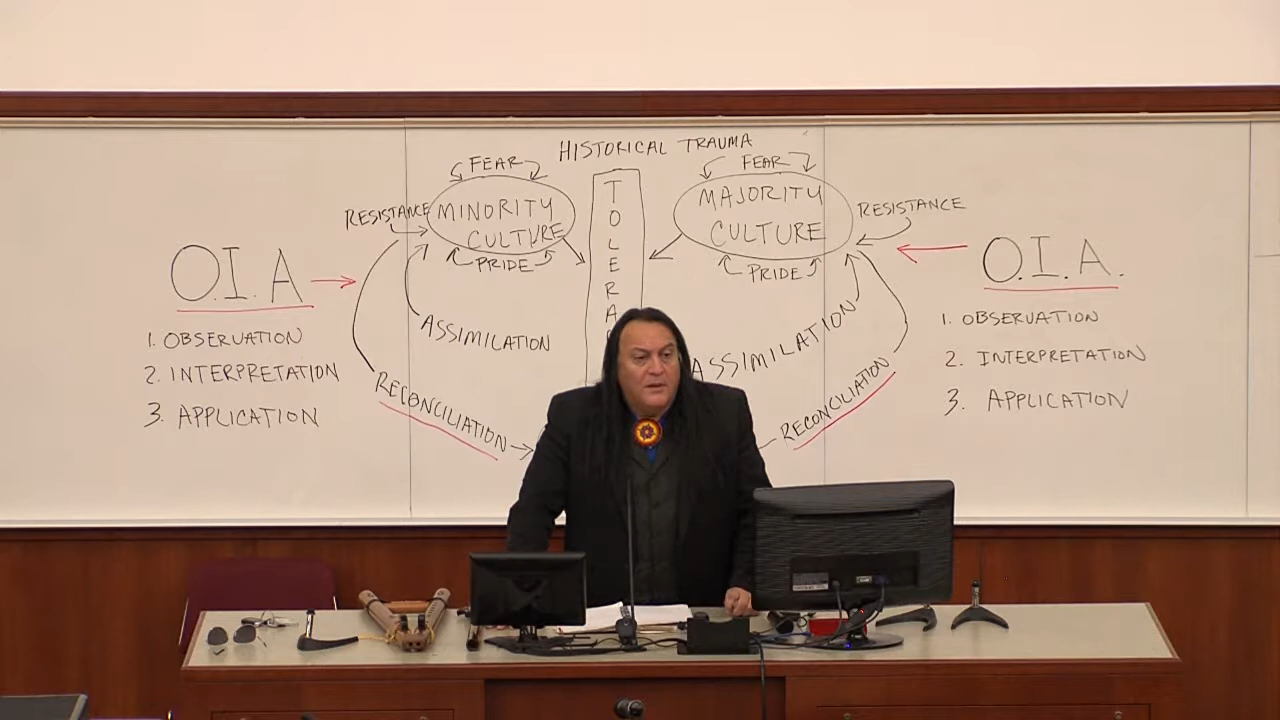 HISTORICAL TRAUMA
FEAR
FEAR
RESISTANCE
MINORITY
CULTURE
PRIDE
MAJORITY
CULTURE
PRIDE
RESISTANCE
O.I.A
1. OBSERVATION
2. INTERPRETATION
3. APPLICATION
ASSIMILATION
RECONCILIATION
ASSIMILATION
RECONCILIATION
O.I.A.
1. OBSERVATION
2. INTERPRETATION
3. APPLICATION